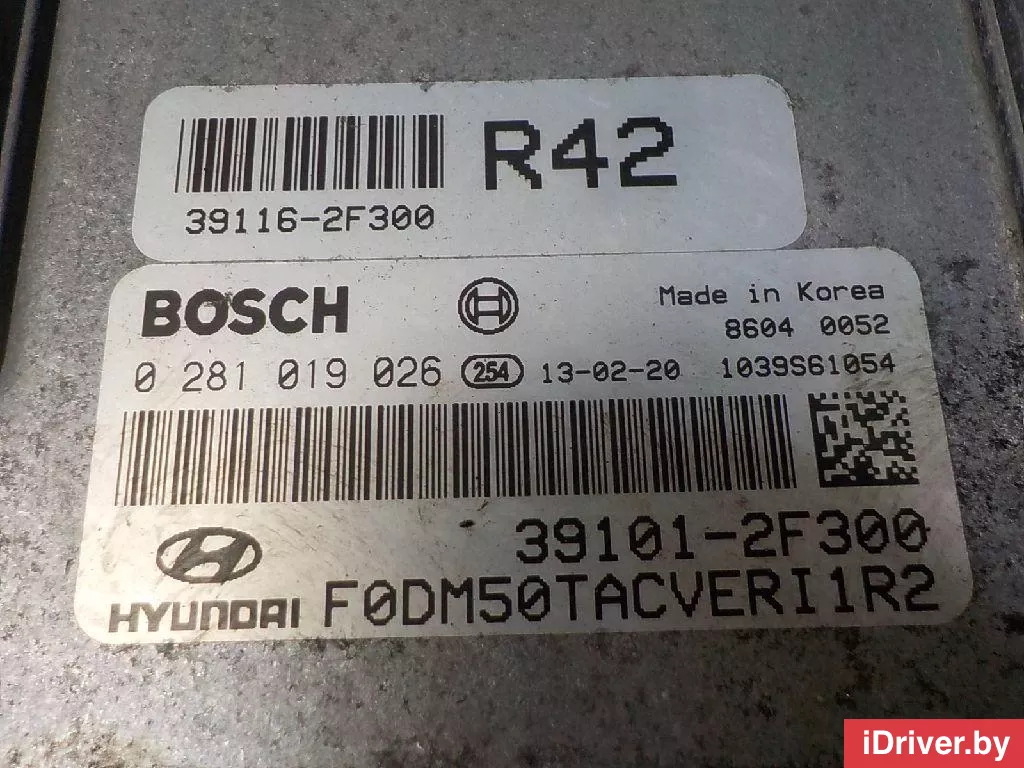 R42
39116-2F300
BOSCH
Made in Korea
8604 0052
0 281 019 026 254 13-02-20 1039S61054
39101-2F300
HYUNDAI F0DM50TACVERI1R2
iDriver.by